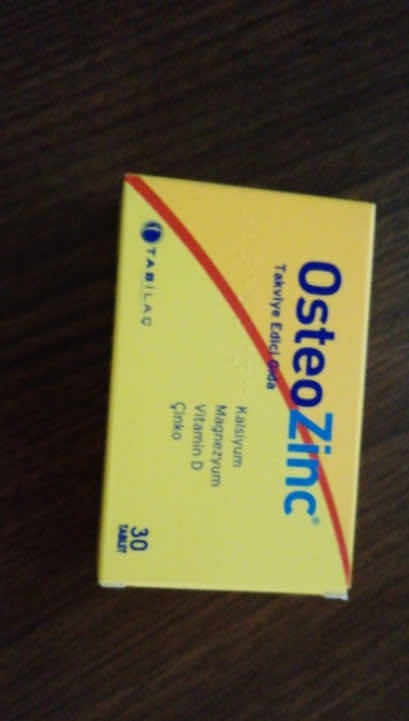 OsteoZinc®
Takviye Edici Gıda
Kalsiyum
Magnezyum
Vitamin D
Çinko
TABİLAÇ
30
TABLET